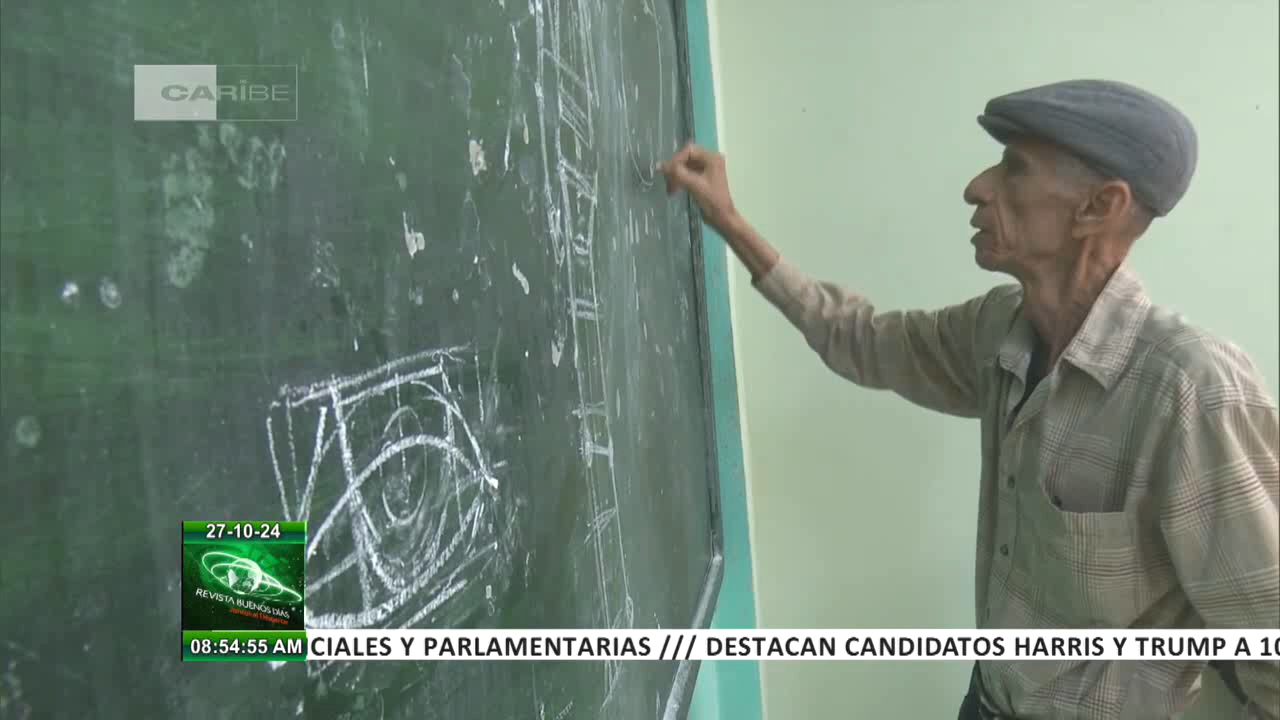 CARIBE
27-10-24
REVISTA BUENOS DÍAS
08:54:55 AM
CIALES Y PARLAMENTARIAS /// DESTACAN CANDIDATOS HARRIS Y TRUMP A 10